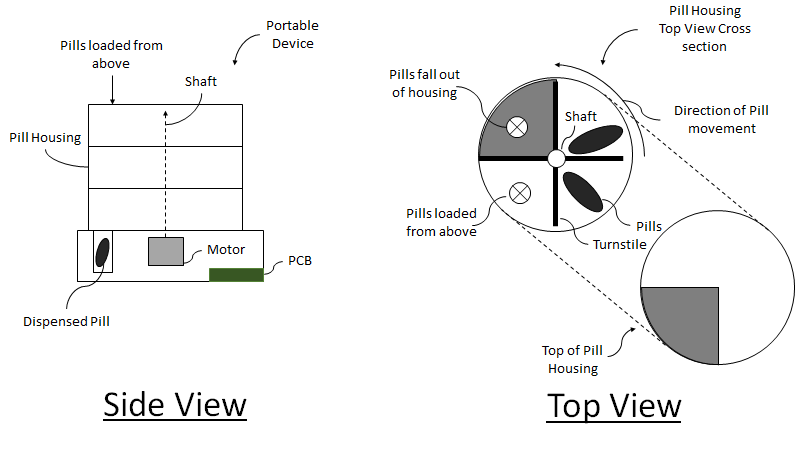 Portable
Device
Pills loaded from
above
Shaft
Pill Housing
Motor
PCB
Dispensed Pill
Side View
Pill Housing
Top View Cross
section
Pills fall out
of housing
Shaft
Direction of Pill
movement
Pills loaded
from above
Pills
Turnstile
Top of Pill
Housing
Top View